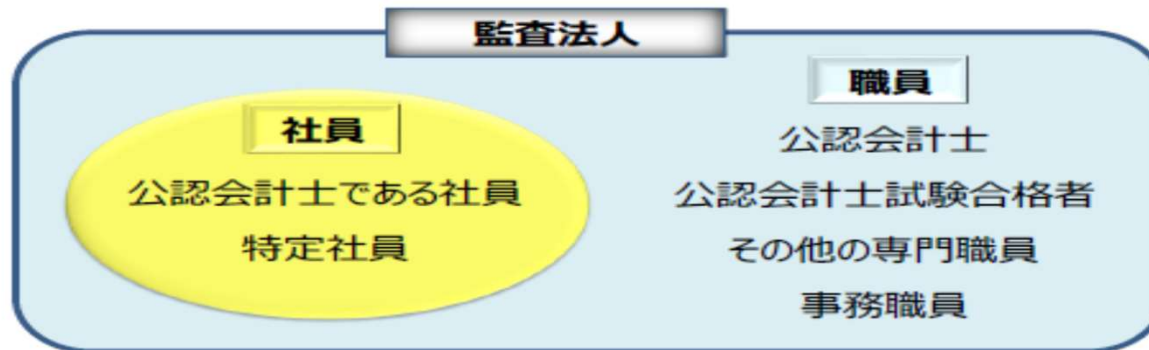 監査法人
社員
公認会計士である社員
特定社員
職員
公認会計士
公認会計士試験合格者
その他の専門職員
事務職員